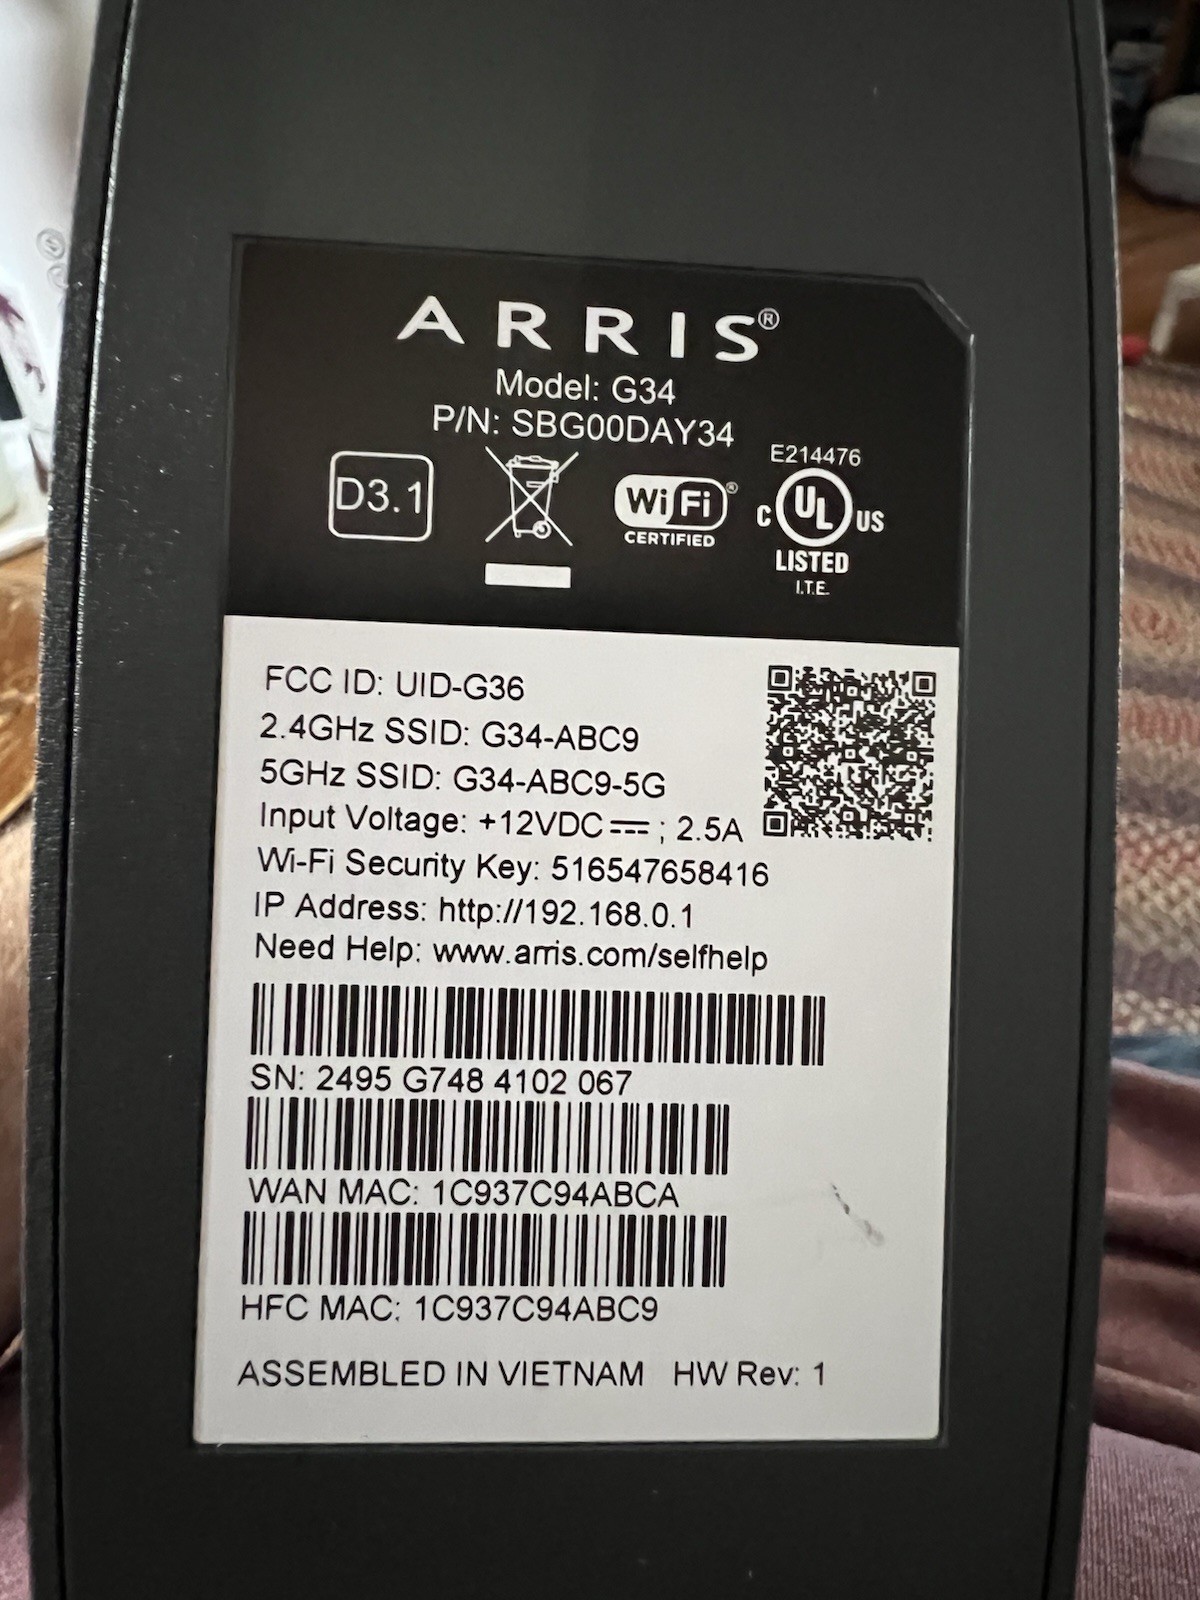 ARRIS®
Model: G34
P/N: SBG00DAY34
D3.1
WiFi®
CERTIFIED
E214476
C UL US
LISTED
I.T.E.
FCC ID: UID-G36
2.4GHz SSID: G34-ABC9
5GHz SSID: G34-ABC9-5G
Input Voltage: +12VDC⎓; 2.5A
Wi-Fi Security Key: 516547658416
IP Address: http://192.168.0.1
Need Help: www.arris.com/selfhelp
SN: 2495 G748 4102 067
WAN MAC: 1C937C94ABCA
HFC MAC: 1C937C94ABC9
ASSEMBLED IN VIETNAM HW Rev: 1